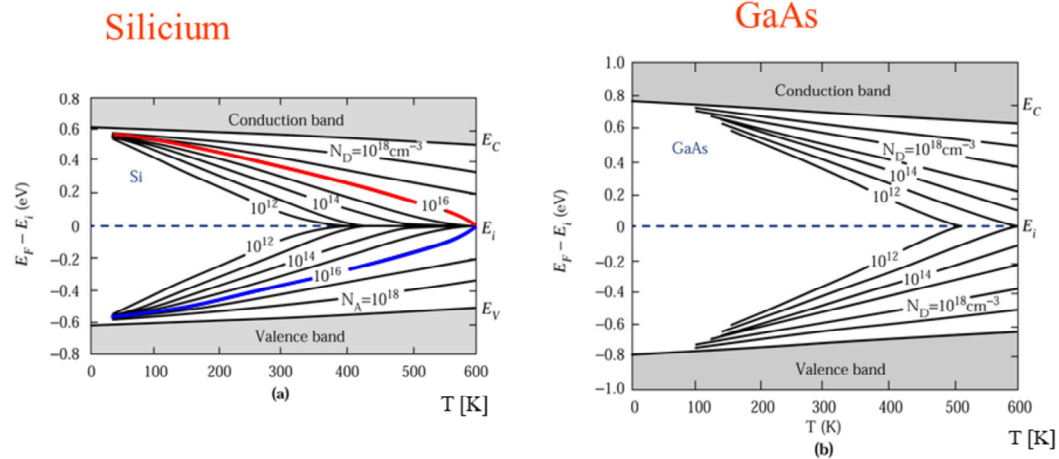 Silicium
GaAs
0.8
0.6
0.4
0.2
0
-0.2
-0.4
-0.6
-0.8
E_F – E_i (eV)
Conduction band
N_D=10^18cm^-3
Si
10^12
10^14
10^16
10^12
10^14
10^16
N_A=10^18
Valence band
E_C
E_i
E_V
0 100 200 300 400 500 600
(a)
T [K]
1.0
0.8
0.6
0.4
0.2
0
-0.2
-0.4
-0.6
-0.8
-1.0
E_F – E_i (eV)
Conduction band
N_D=10^18cm^-3
GaAs
10^14
10^12
10^12
10^14
N_D=10^18cm^-3
Valence band
E_C
E_i
E_V
0 100 200 300 400 500 600
T (K)
(b)
T [K]